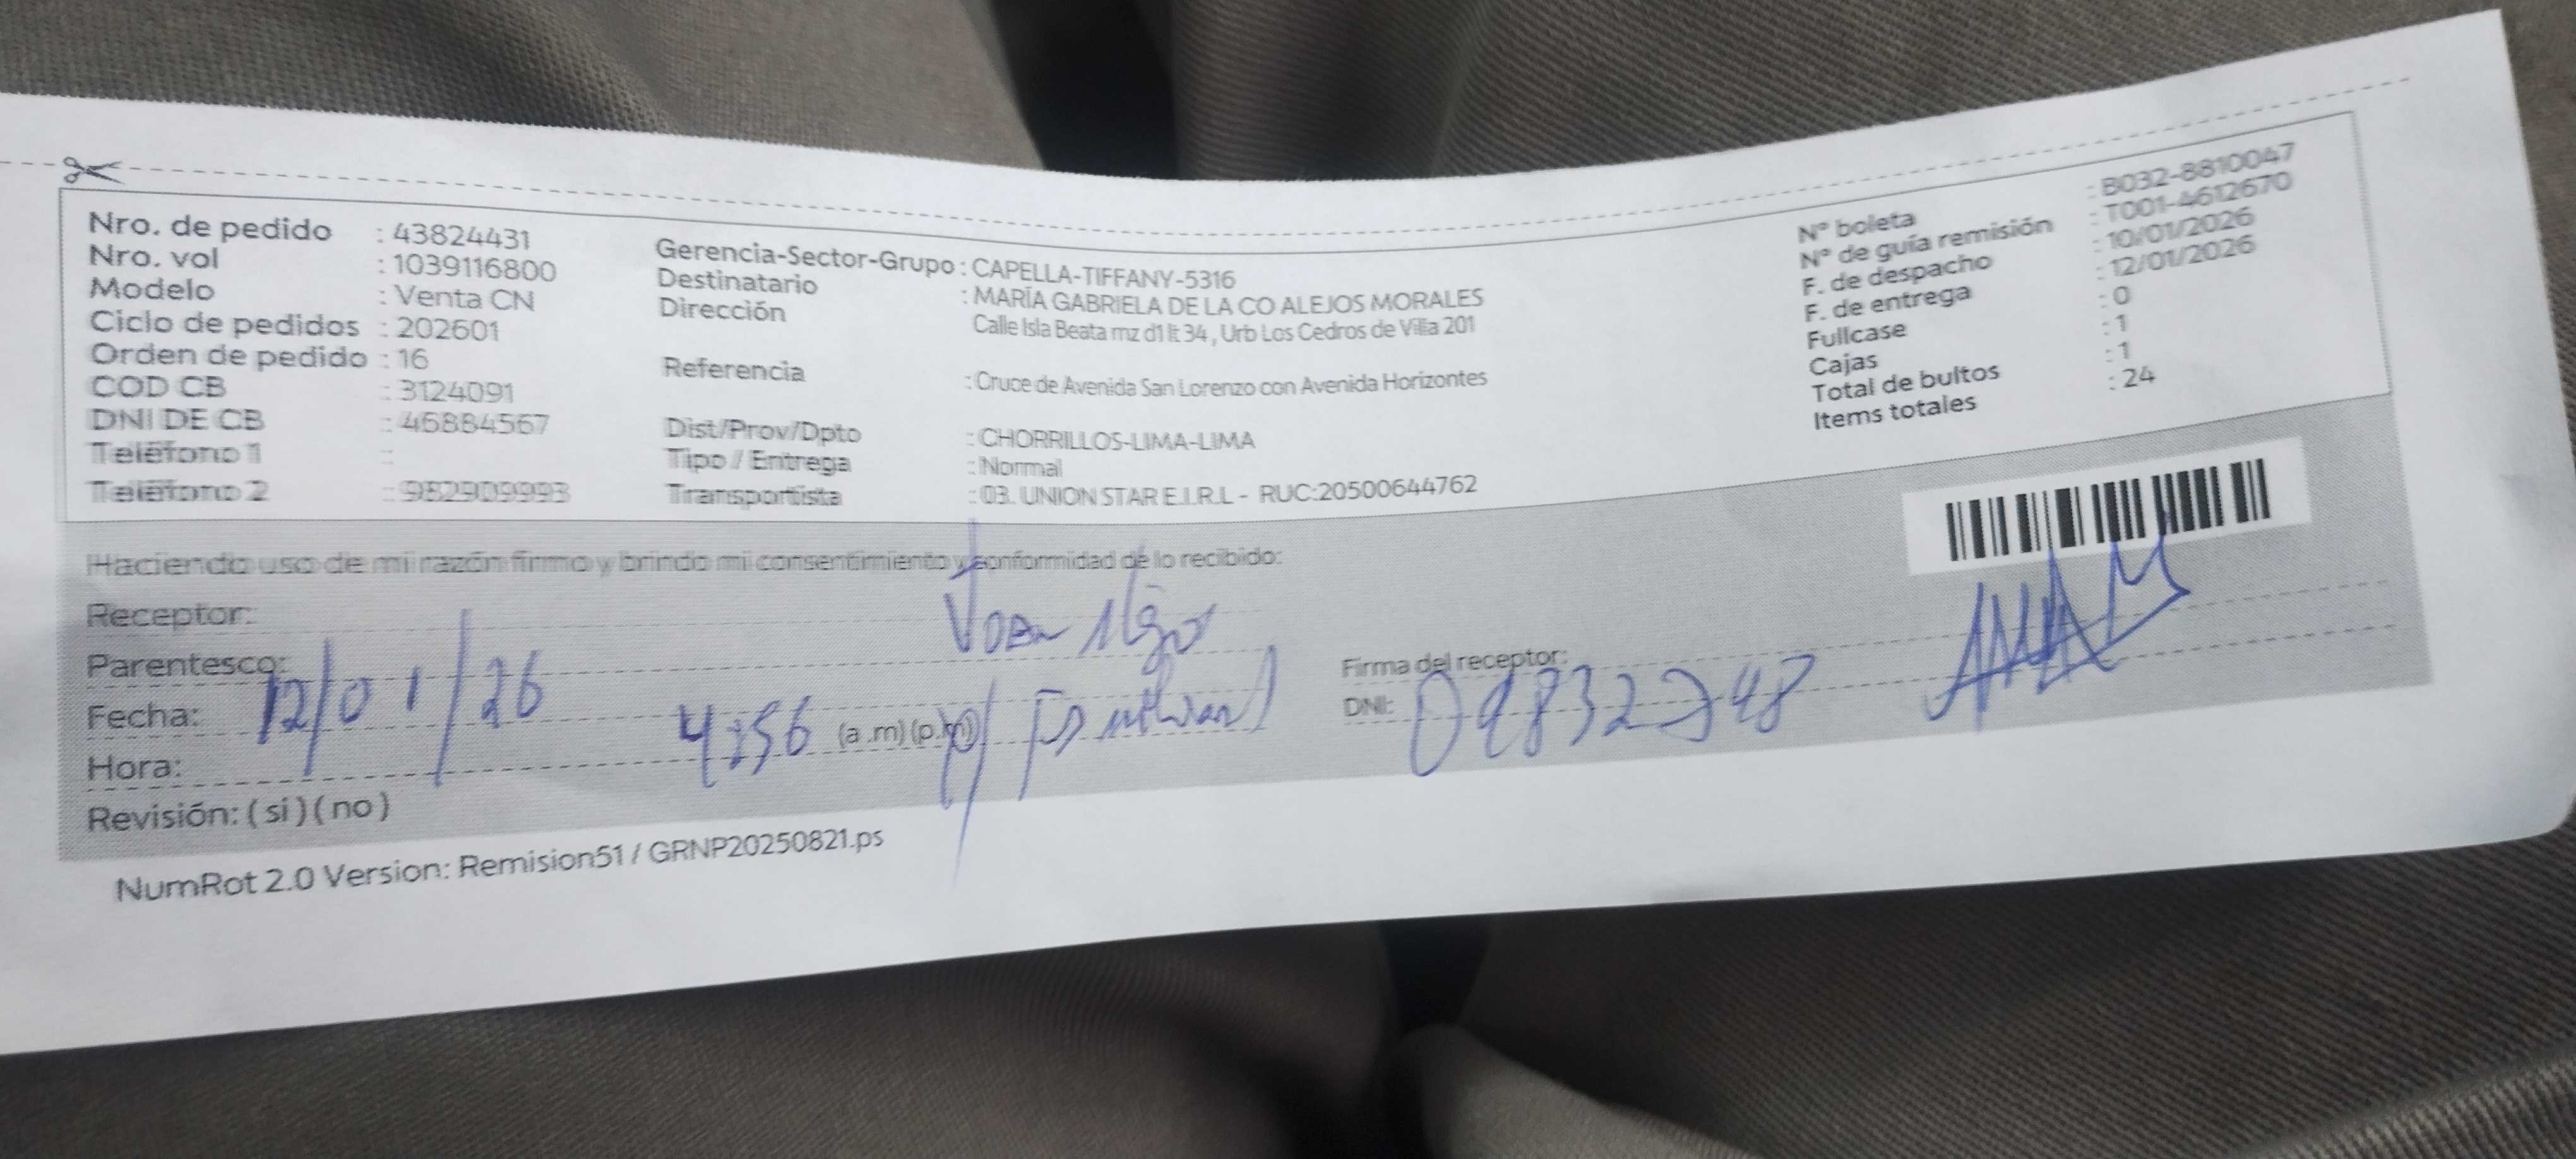 Nro. de pedido : 43824431
Nro. vol : 1039116800
Modelo : Venta CN
Ciclo de pedidos : 202601
Orden de pedido : 16
COD CB : 3124091
DNI DE CB : 46884567
Teléfono 1 :
Teléfono 2 : 982909993
Gerencia-Sector-Grupo : CAPELLA-TIFFANY-5316
Destinatario : MARÍA GABRIELA DE LA CO ALEJOS MORALES
Dirección Calle Isla Beata mz d1 lt 34 , Urb Los Cedros de Villa 201
Referencia : Cruce de Avenida San Lorenzo con Avenida Horizontes
Dist/Prov/Dpto : CHORRILLOS-LIMA-LIMA
Tipo / Entrega : Normal
Transportista : 03. UNION STAR E.I.R.L - RUC:20500644762
N° boleta : B032-8810047
N° de guía remisión : T001-4612670
F. de despacho : 10/01/2026
F. de entrega : 12/01/2026
Fullcase : 0
Cajas : 1
Total de bultos : 1
Items totales : 24
Haciendo uso de mi razón firmo y brindo mi consentimiento y conformidad de lo recibido:
Receptor:
Parentesco:
Fecha: 12/01/26
Hora: 4:56 (a .m) (p.m)
Revisión: ( si ) ( no )
Firma del receptor:
DNI: 09832748
NumRot 2.0 Version: Remision51 / GRNP20250821.ps